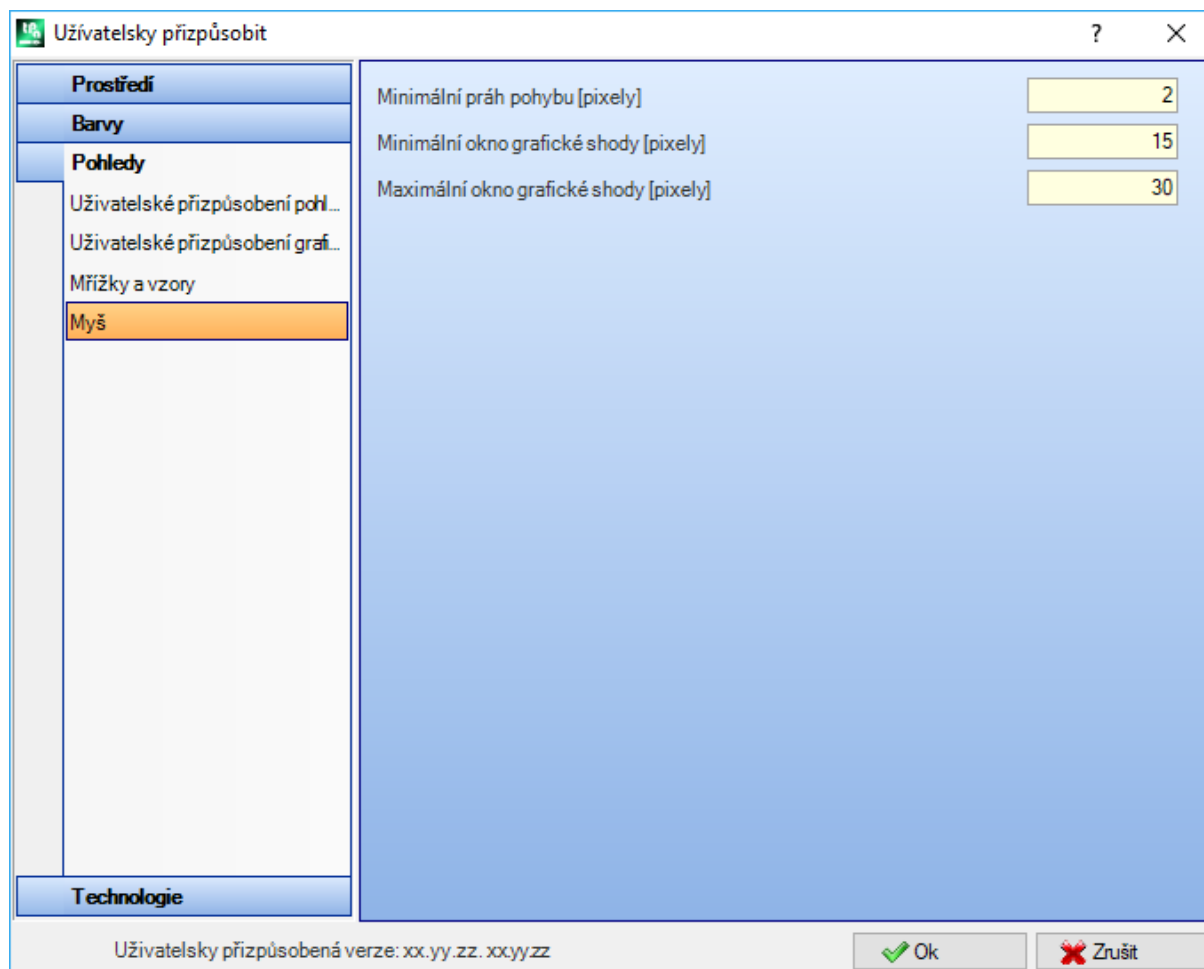 Užívatelsky přizpůsobit
?
Prostředí
Barvy
Pohledy
Uživatelské přizpůsobení pohl...
Uživatelské přizpůsobení grafi...
Mřížky a vzory
Myš
Technologie
Minimální práh pohybu [pixely]
2
Minimální okno grafické shody [pixely]
15
Maximální okno grafické shody [pixely]
30
Uživatelsky přizpůsobená verze: xx.yy.zz. xx.yy.zz
Ok
Zrušit